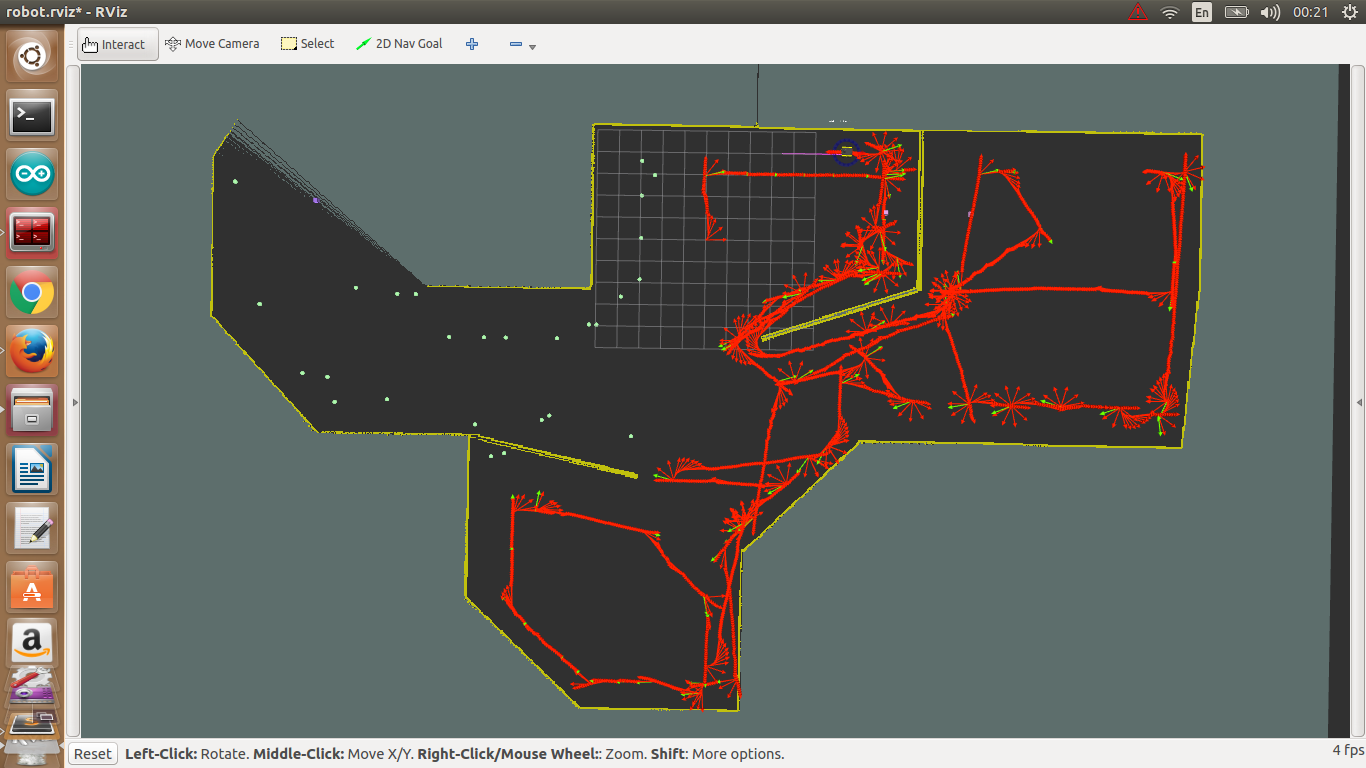 robot.rviz* - RViz
En
00:21
Interact
Move Camera
Select
2D Nav Goal
Reset
Left-Click: Rotate. Middle-Click: Move X/Y. Right-Click/Mouse Wheel:: Zoom. Shift: More options.
4 fps